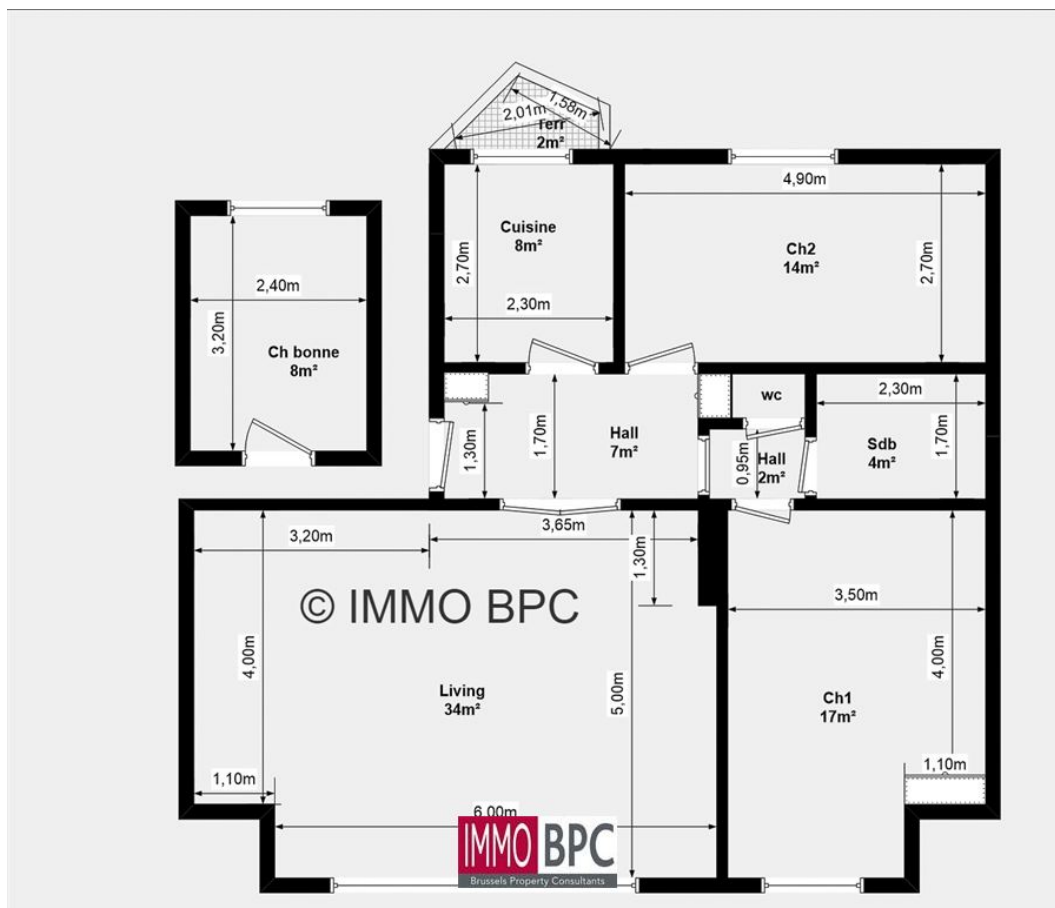 1,58m
2,01m
Terr
2m²
4,90m
Cuisine
8m²
2,70m
Ch2
14m²
2,70m
2,30m
2,40m
3,20m
Ch bonne
8m²
wc
2,30m
1,30m
1,70m
Hall
7m²
0,95m
Hall
2m²
Sdb
4m²
1,70m
3,20m
3,65m
1,30m
© IMMO BPC
3,50m
4,00m
Living
34m²
5,00m
4,00m
Ch1
17m²
1,10m
1,10m
6,00m
IMMO BPC
Brussels Property Consultants